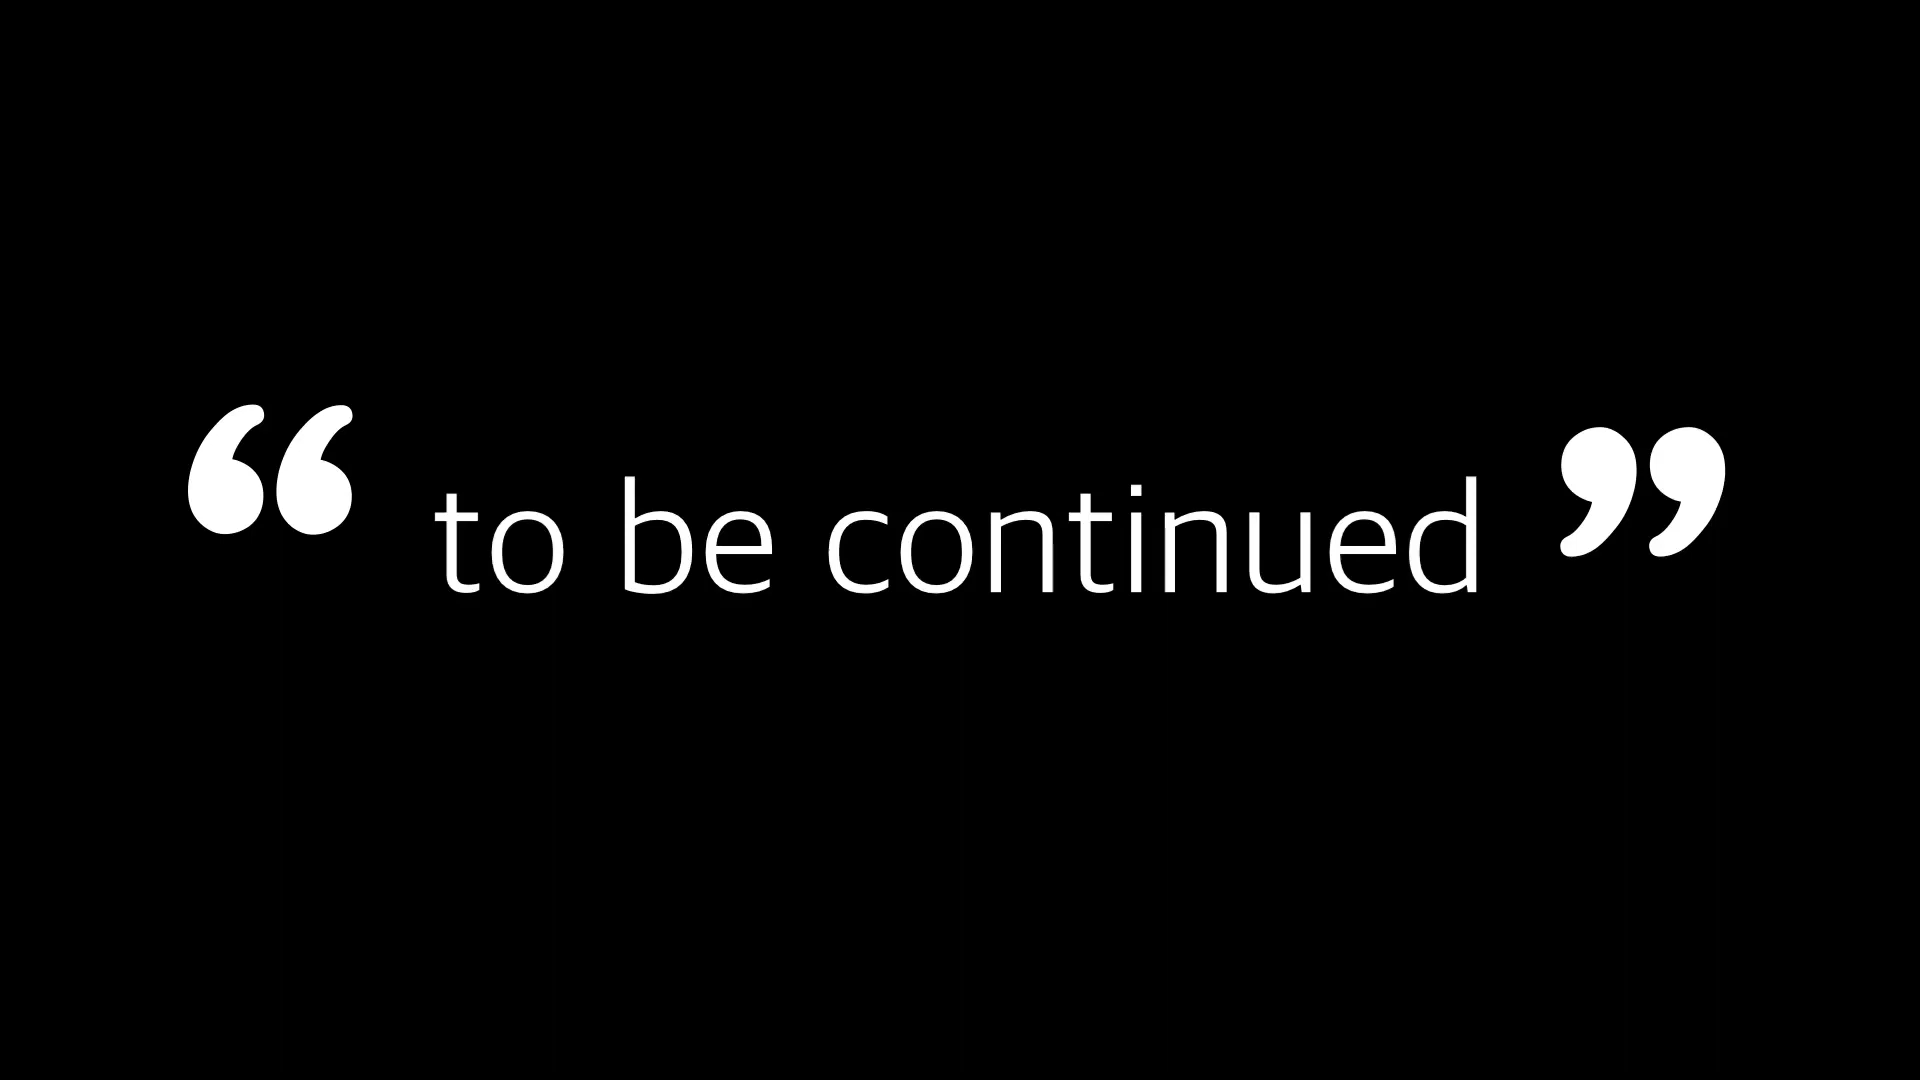 “ to be continued ”